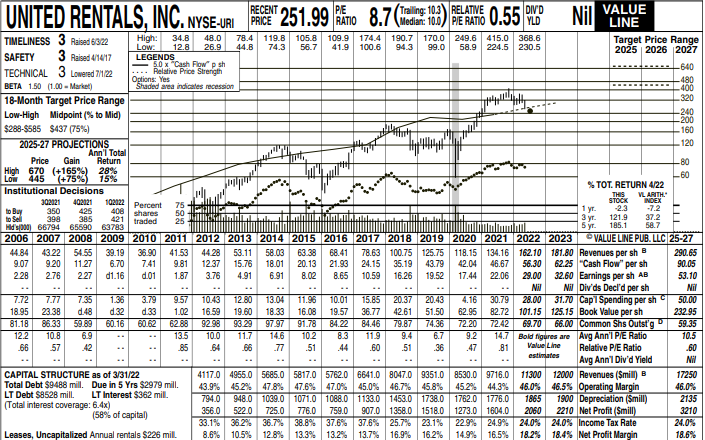 UNITED RENTALS, INC. NYSE-URI RECENT PRICE 251.99 P/E RATIO 8.7 (Trailing: 10.3 Median: 10.0) RELATIVE P/E RATIO 0.55 DIV'D YLD Nil VALUE LINE
TIMELINESS 3 Raised 6/3/22
SAFETY 3 Raised 4/14/17
TECHNICAL 3 Lowered 7/1/22
BETA 1.50 (1.00 = Market)
High: 34.8 48.0 78.4 119.8 105.8 109.9 174.4 190.7 170.0 249.6 415.0 368.6
Low: 12.8 26.9 44.9 74.3 56.7 41.9 100.6 94.3 99.0 58.9 224.5 230.5
Target Price Range
2025 2026 2027
LEGENDS
5.0 x "Cash Flow" p sh
Relative Price Strength
Options: Yes
Shaded area indicates recession
640
480
400
320
240
200
160
120
80
60
18-Month Target Price Range
Low-High Midpoint (% to Mid)
$288-$585 $437 (75%)
2025-27 PROJECTIONS
Ann'l Total
Price Gain Return
High 670 (+165%) 28%
Low 445 (+75%) 15%
Institutional Decisions
3Q2021 4Q2021 1Q2022
to Buy 350 425 408
to Sell 398 385 421
Hld's(000) 66794 65590 63783
Percent shares traded
75
50
25
% TOT. RETURN 4/22
THIS STOCK VL ARITH.* INDEX
1 yr. -2.3 -7.2
3 yr. 121.9 37.2
5 yr. 185.1 58.7
2006 2007 2008 2009 2010 2011 2012 2013 2014 2015 2016 2017 2018 2019 2020 2021 2022 2023 © VALUE LINE PUB. LLC 25-27
44.84 43.22 54.55 39.19 36.90 41.53 44.28 53.11 58.03 63.38 68.41 78.63 100.75 125.75 118.15 134.16 162.10 181.80 Revenues per sh B 290.65
9.07 9.20 11.27 6.70 7.41 9.81 12.37 15.76 18.01 20.13 21.93 24.15 35.39 43.79 42.04 46.67 56.30 62.25 "Cash Flow" per sh 90.05
2.28 2.76 2.27 d1.16 d.01 1.87 3.76 4.91 6.91 8.02 8.65 10.59 16.26 19.52 17.44 22.06 29.00 32.60 Earnings per sh AB 53.10
-- -- -- -- -- -- -- -- -- -- -- -- -- -- -- -- Nil Nil Div'ds Decl'd per sh Nil
7.72 7.77 7.35 1.36 3.79 9.57 10.43 12.80 13.04 11.96 10.01 15.85 20.37 20.43 4.16 30.79 28.00 31.70 Cap'l Spending per sh C 50.00
18.95 23.38 d.48 d.32 d.33 1.02 16.60 19.53 18.33 16.08 19.57 36.77 42.61 51.50 62.95 82.72 101.15 125.15 Book Value per sh 232.95
81.18 86.33 59.89 60.16 60.62 62.88 92.98 93.29 97.97 91.78 84.22 84.46 79.87 74.36 72.20 72.42 69.70 66.00 Common Shs Outst'g D 59.35
12.2 10.8 6.9 -- -- 13.5 10.0 11.7 14.6 10.2 8.3 11.9 9.4 6.7 9.2 14.7 Bold figures are Avg Ann'l P/E Ratio 10.5
.66 .57 .42 -- -- .85 .64 .66 .77 .51 .44 .60 .51 .36 .47 .81 Value Line Relative P/E Ratio .60
-- -- -- -- -- -- -- -- -- -- -- -- -- -- -- -- estimates Avg Ann'l Div'd Yield Nil
CAPITAL STRUCTURE as of 3/31/22 4117.0 4955.0 5685.0 5817.0 5762.0 6641.0 8047.0 9351.0 8530.0 9716.0 11300 12000 Revenues ($mill) B 17250
Total Debt $9488 mill. Due in 5 Yrs $2979 mill. 43.9% 45.2% 47.8% 47.6% 47.0% 45.0% 46.7% 45.8% 45.2% 44.3% 46.0% 46.5% Operating Margin 46.0%
LT Debt $8528 mill. LT Interest $362 mill. 794.0 948.0 1039.0 1071.0 1088.0 1133.0 1453.0 1738.0 1762.0 1776.0 1865 1900 Depreciation ($mill) 2135
(Total interest coverage: 6.4x) 356.0 522.0 725.0 776.0 759.0 907.0 1358.0 1518.0 1273.0 1604.0 2060 2210 Net Profit ($mill) 3210
(58% of capital) 33.1% 36.2% 36.7% 38.8% 37.6% 37.6% 25.7% 23.1% 22.9% 24.9% 24.0% 24.0% Income Tax Rate 24.0%
Leases, Uncapitalized Annual rentals $226 mill. 8.6% 10.5% 12.8% 13.3% 13.2% 13.7% 16.9% 16.2% 14.9% 16.5% 18.2% 18.4% Net Profit Margin 18.6%